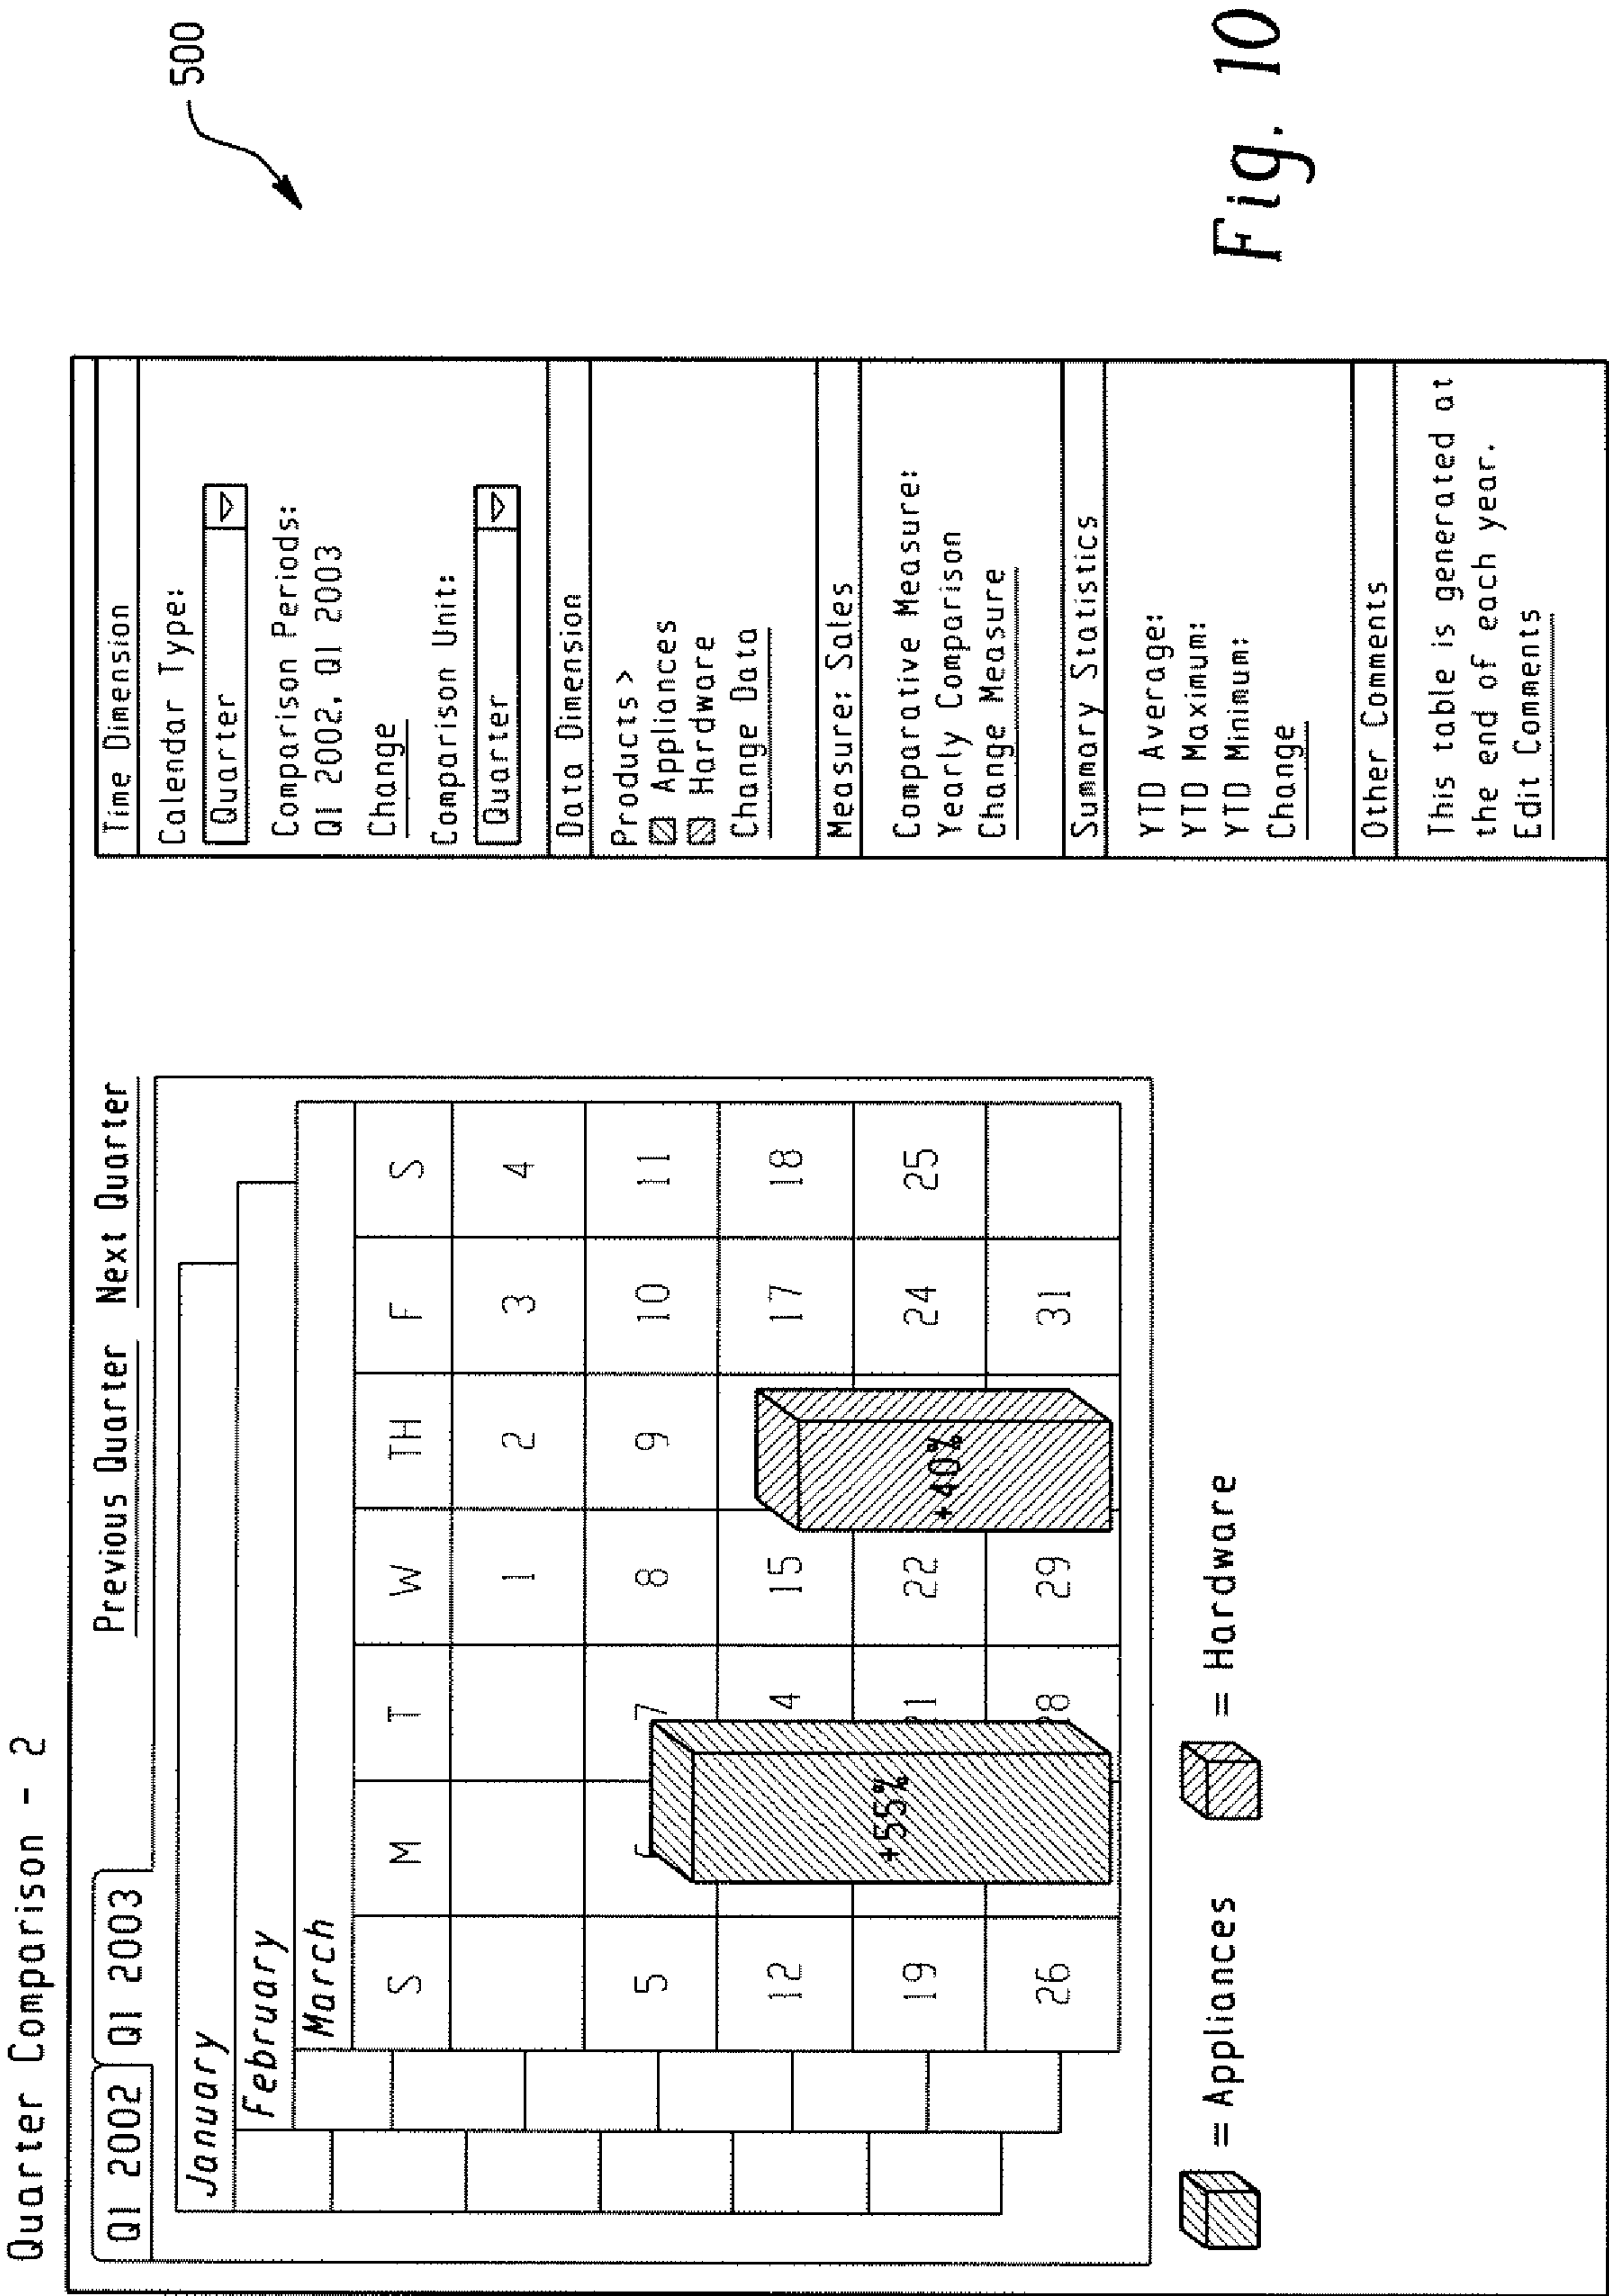 Quarter Comparison - 2
Q1 2002 Q1 2003 Previous Quarter Next Quarter
January
February
March
S M T W TH F S
1 2 3 4
5 7 8 9 10 11
12 4 15 17 18
19 22 24 25
26 29 31
+55%
+40%
= Appliances = Hardware
Time Dimension
Calendar Type:
Quarter
Comparison Periods:
Q1 2002, Q1 2003
Change
Comparison Unit:
Quarter
Data Dimension
Products >
Appliances
Hardware
Change Data
Measure: Sales
Comparative Measure:
Yearly Comparison
Change Measure
Summary Statistics
YTD Average:
YTD Maximum:
YTD Minimum:
Change
Other Comments
This table is generated at
the end of each year.
Edit Comments
500
Fig. 10